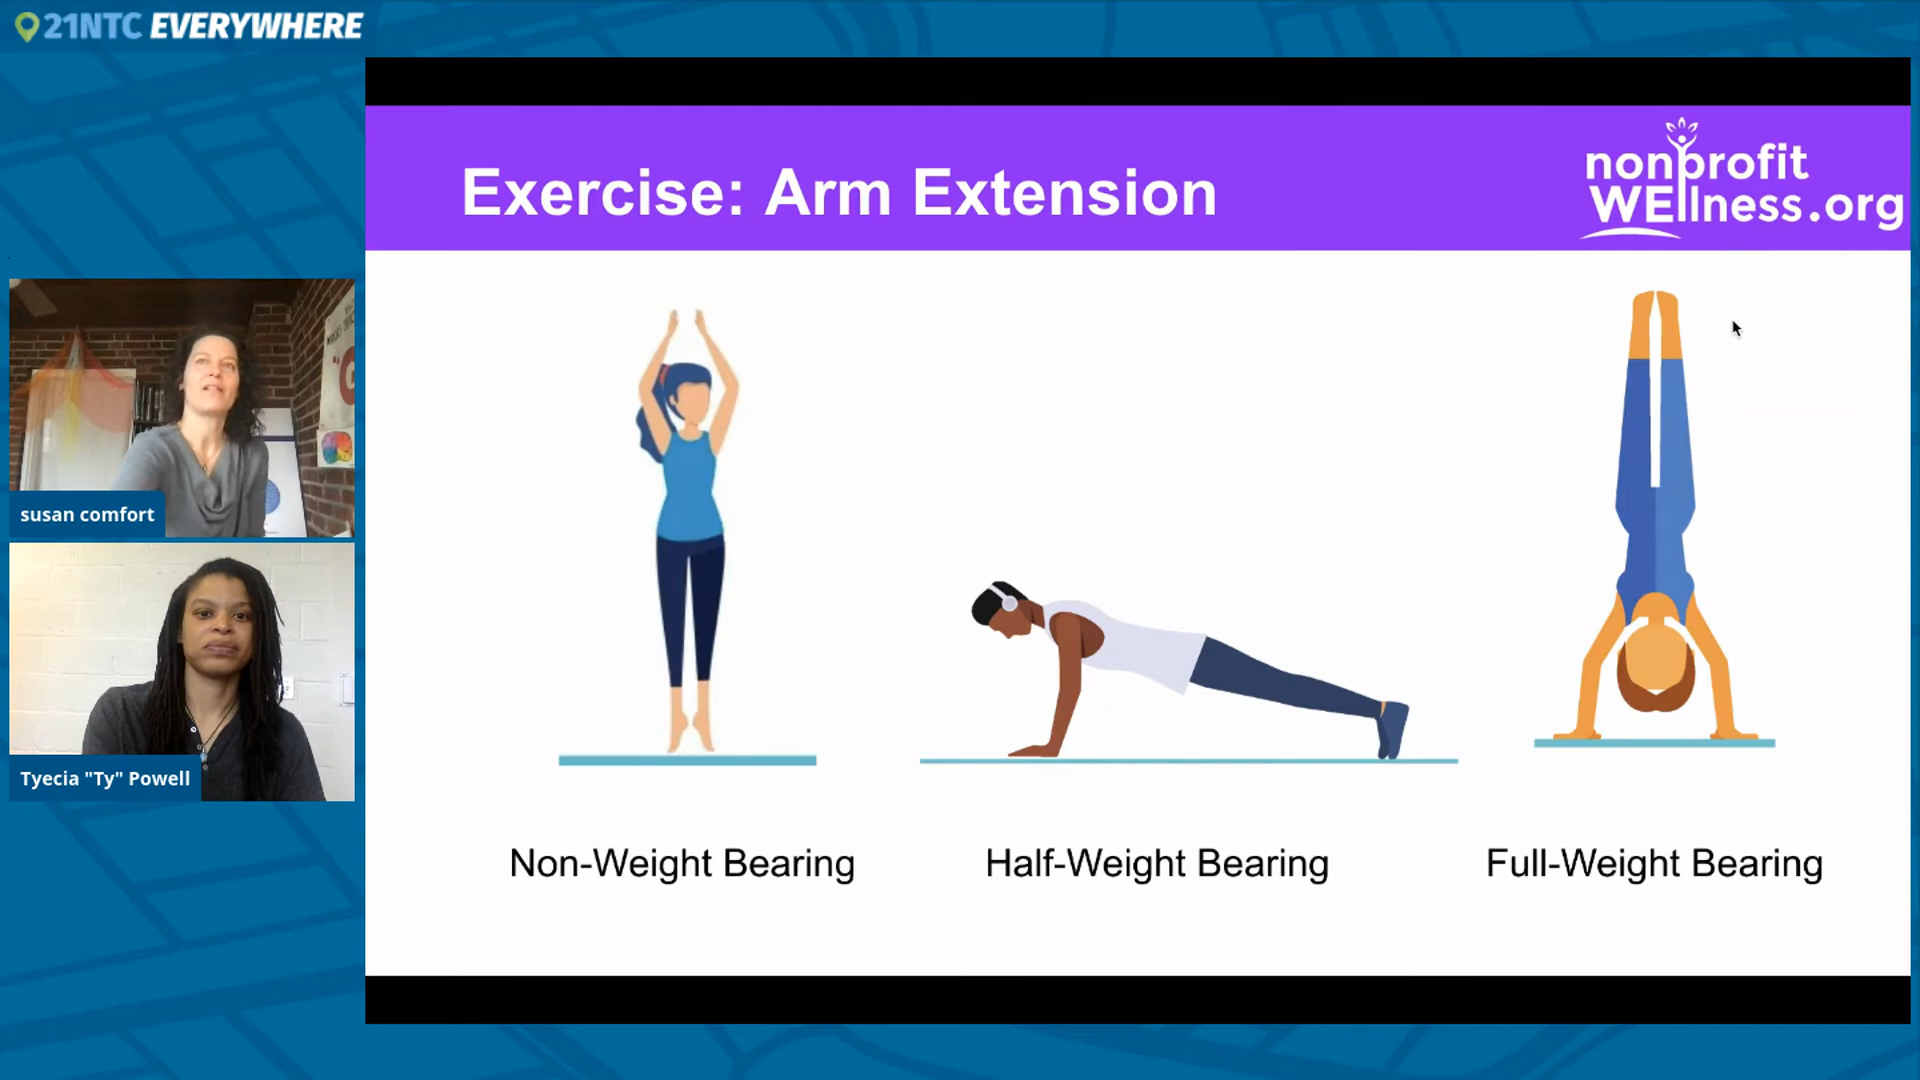 21NTC EVERYWHERE
Exercise: Arm Extension
nonprofit
WEllness.org
susan comfort
Tyecia "Ty" Powell
Non-Weight Bearing
Half-Weight Bearing
Full-Weight Bearing